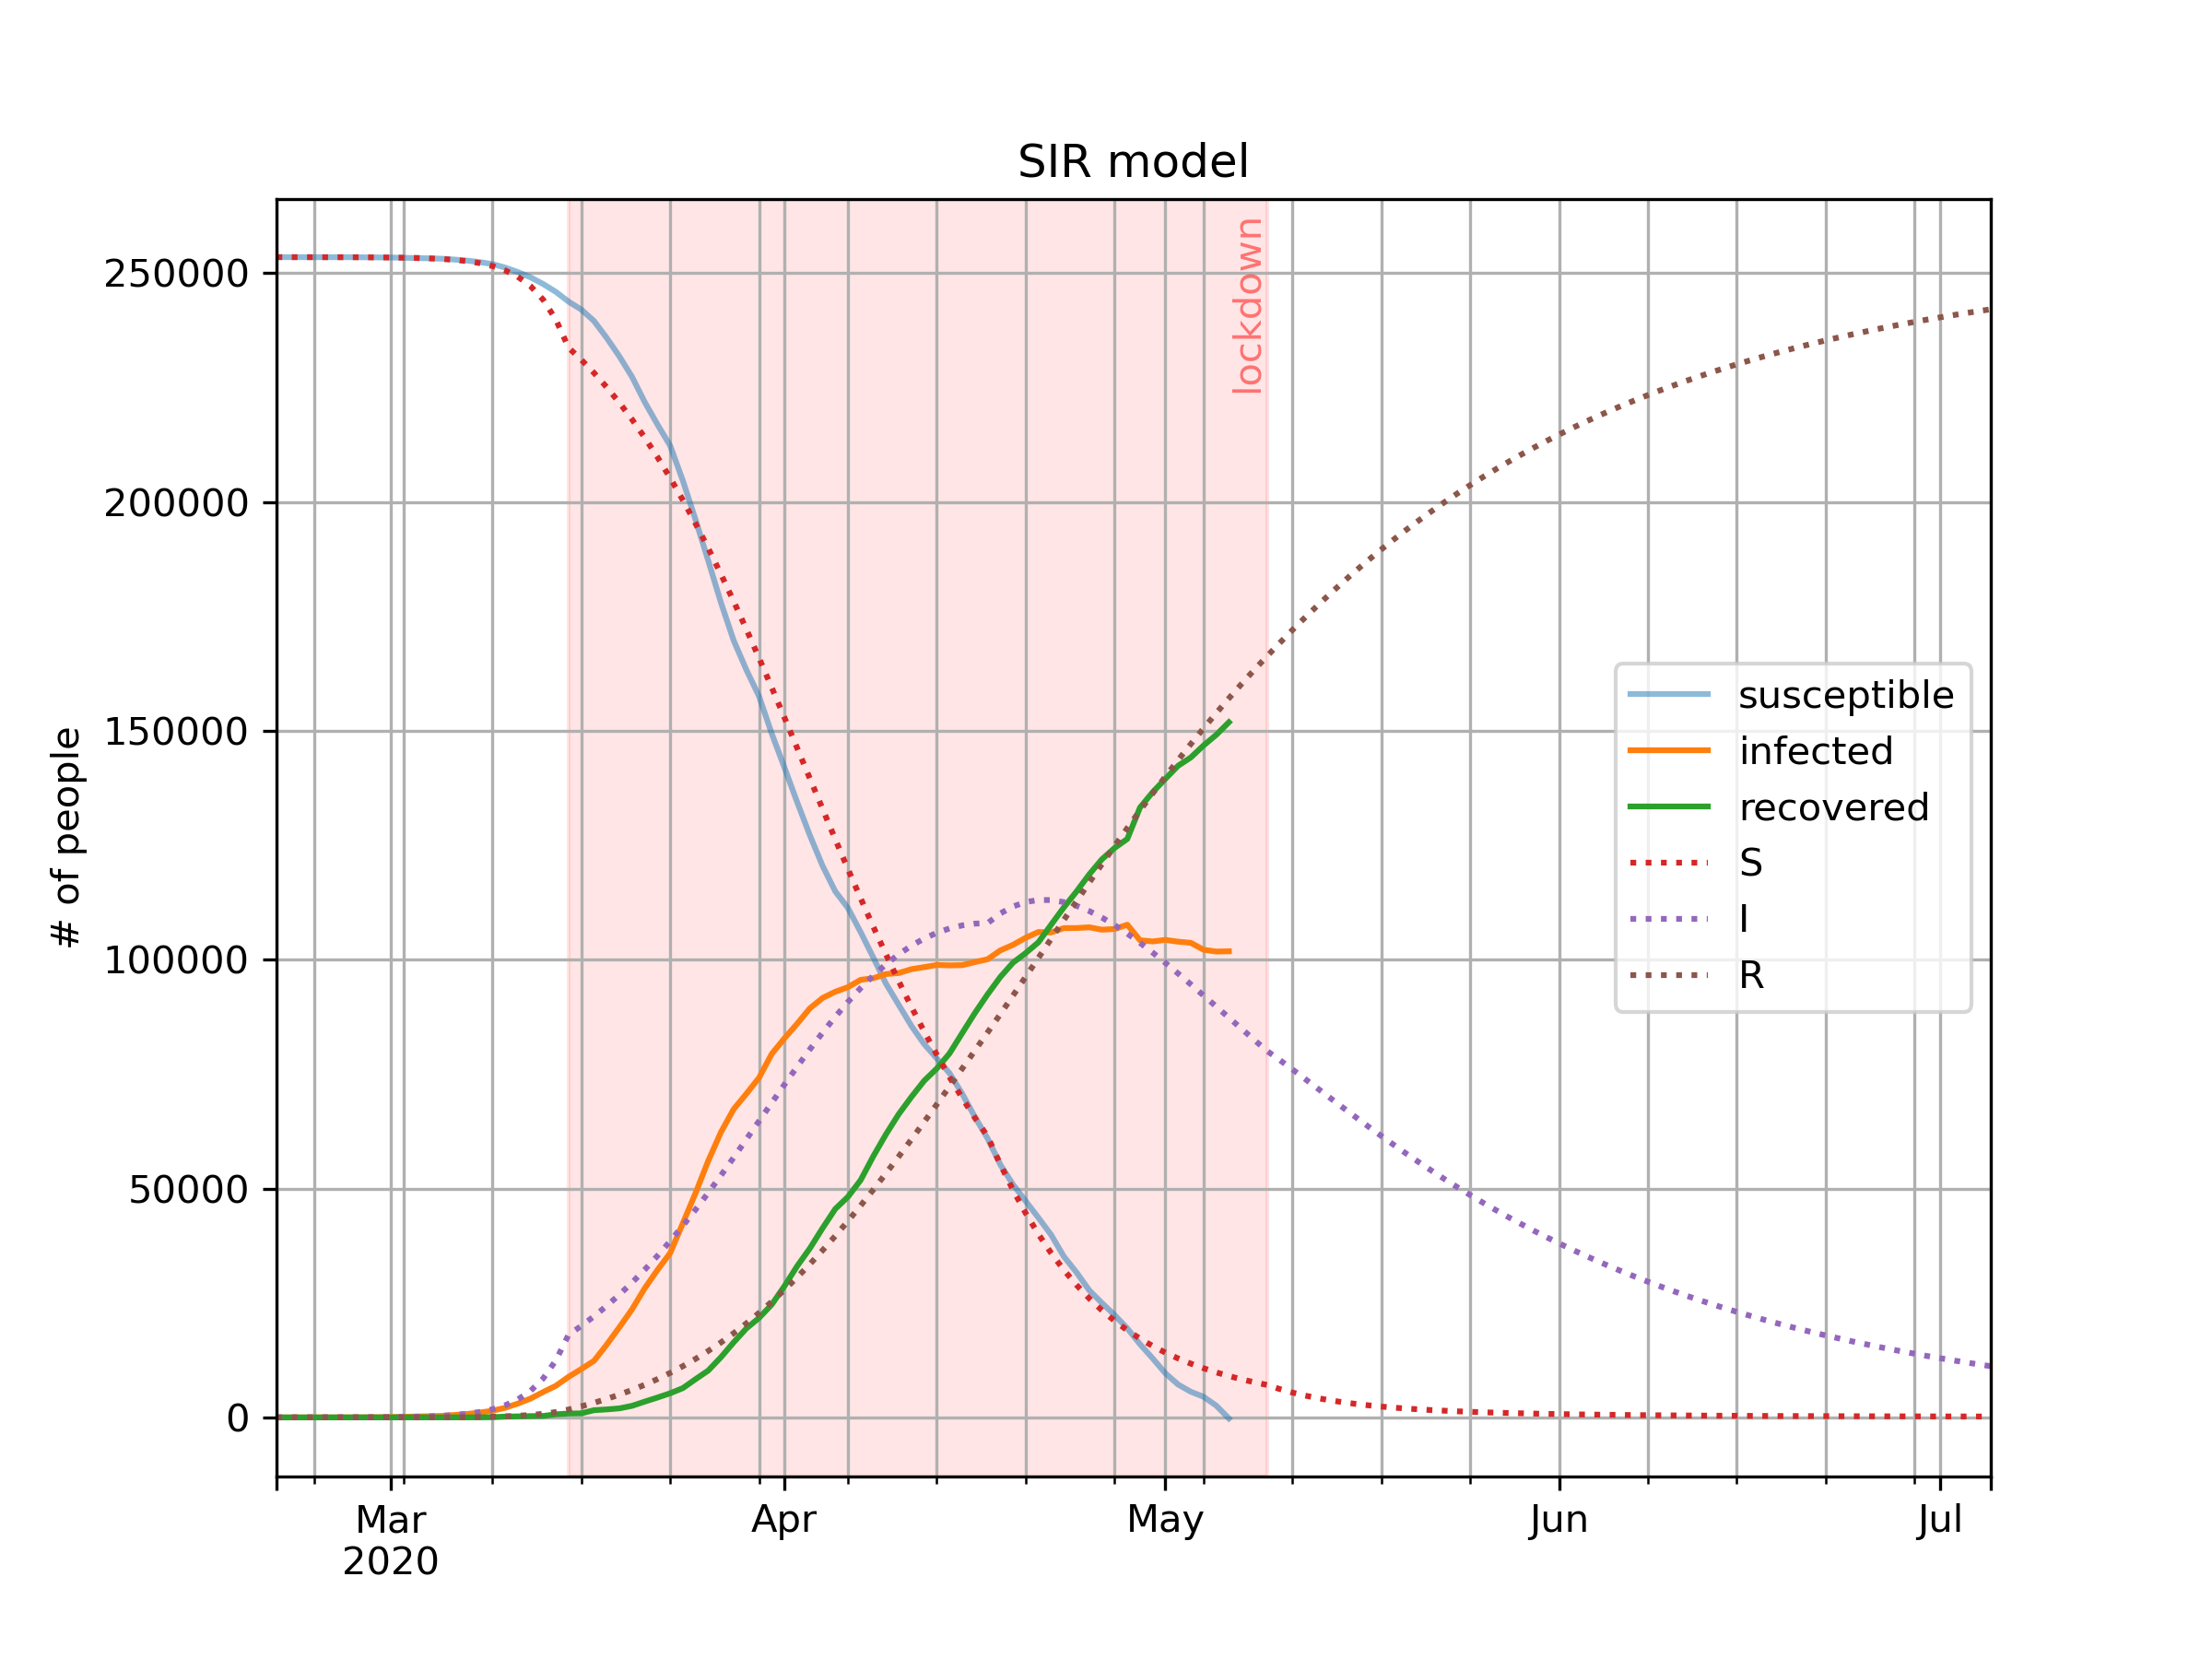 SIR model
# of people
250000
200000
150000
100000
50000
0
lockdown
susceptible
infected
recovered
S
I
R
Mar
2020
Apr
May
Jun
Jul